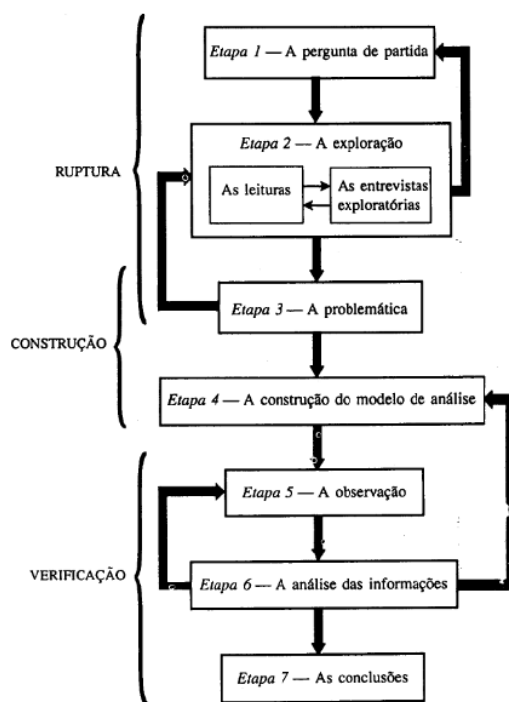 Etapa 1 — A pergunta de partida
Etapa 2 — A exploração
As leituras
As entrevistas
exploratórias
RUPTURA
Etapa 3 — A problemática
CONSTRUÇÃO
Etapa 4 — A construção do modelo de análise
Etapa 5 — A observação
VERIFICAÇÃO
Etapa 6 — A análise das informações
Etapa 7 — As conclusões